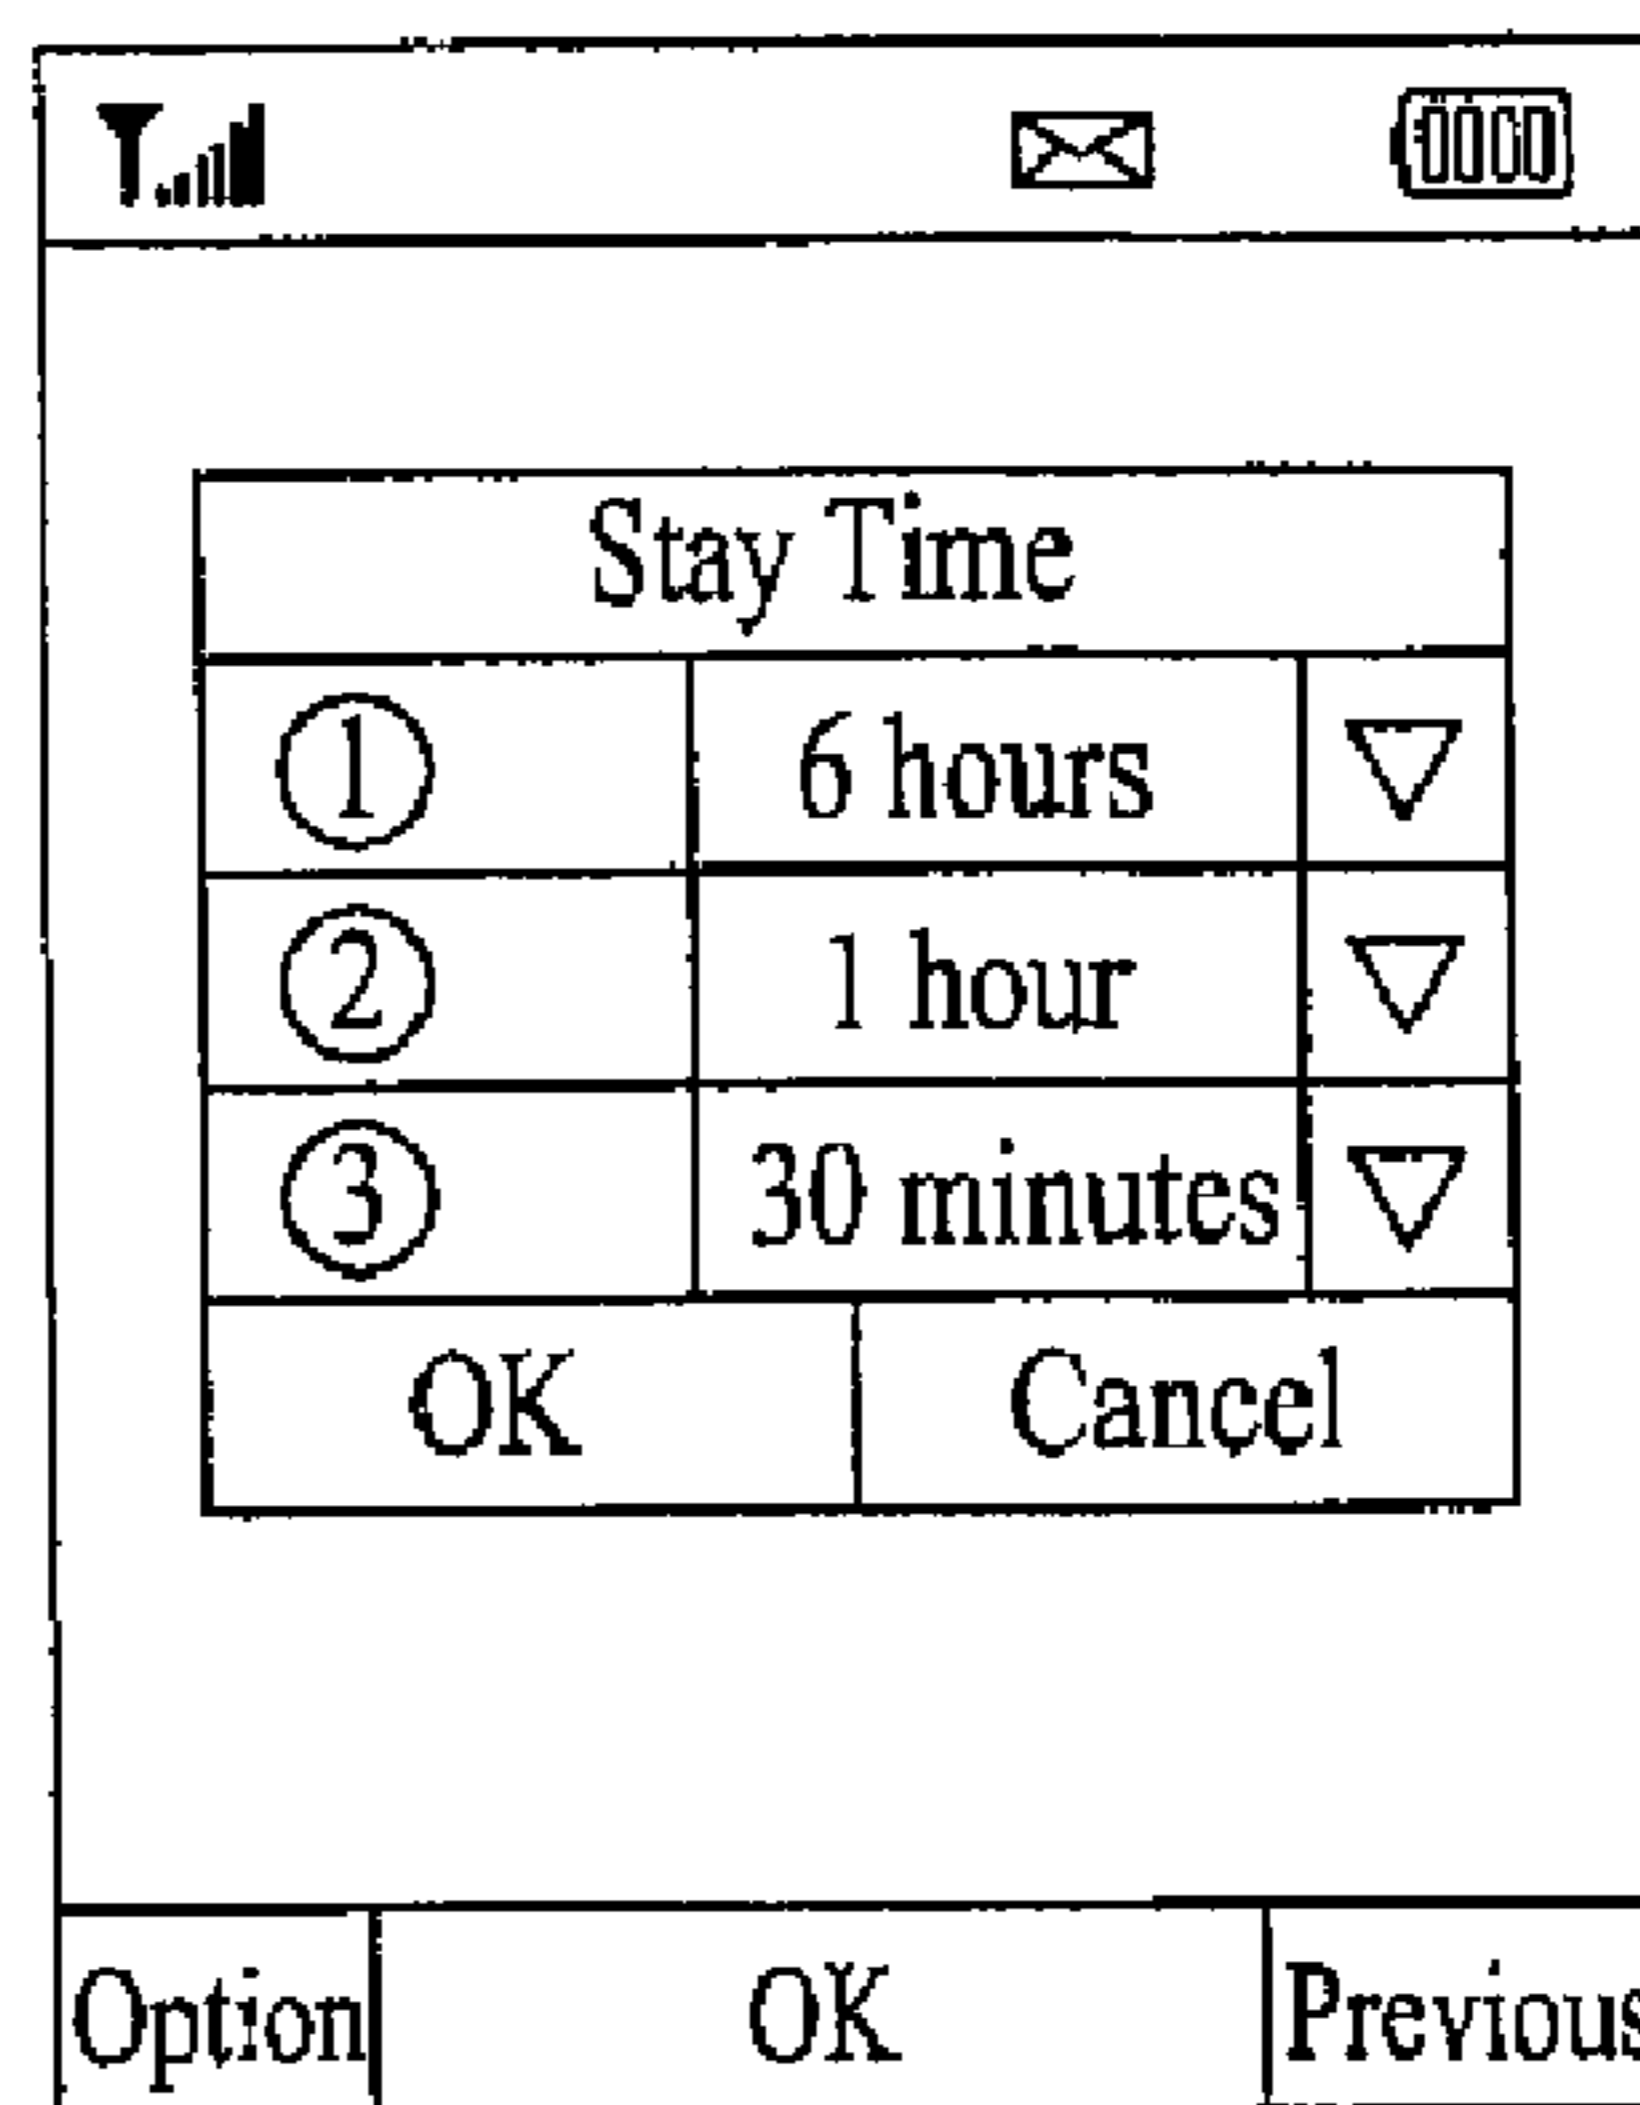 Stay Time
① 6 hours ▽
② 1 hour ▽
③ 30 minutes ▽
OK Cancel
Option OK Previous